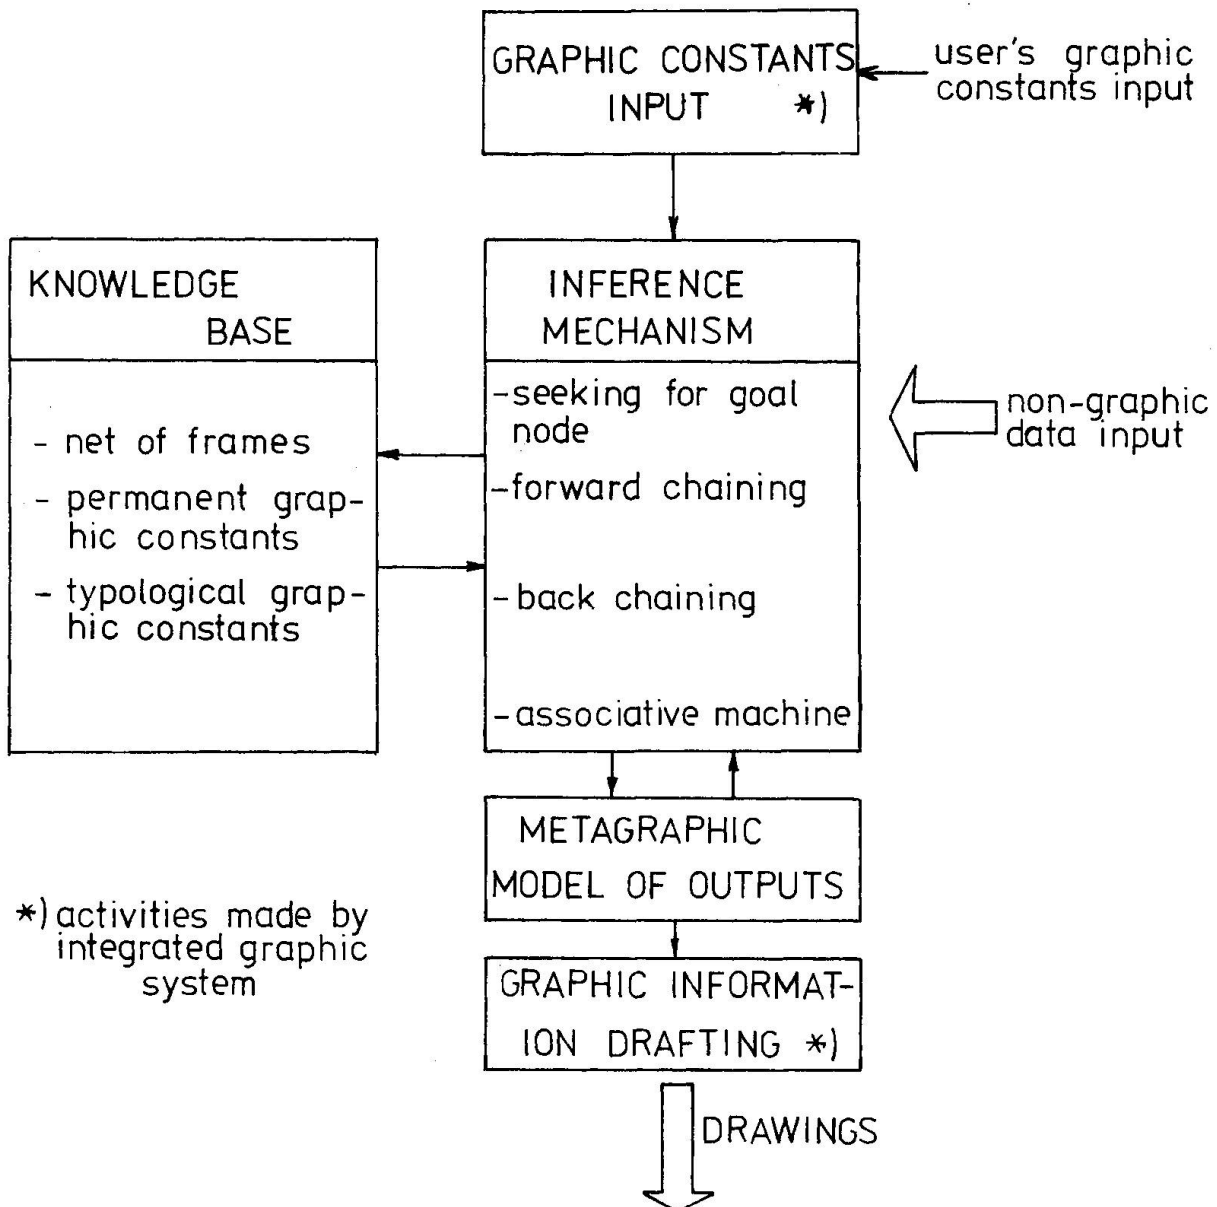 GRAPHIC CONSTANTS
INPUT *)
user's graphic
constants input
KNOWLEDGE
BASE
- net of frames
- permanent grap-
hic constants
- typological grap-
hic constants
INFERENCE
MECHANISM
-seeking for goal
node
-forward chaining
-back chaining
-associative machine
non-graphic
data input
METAGRAPHIC
MODEL OF OUTPUTS
*) activities made by
integrated graphic
system
GRAPHIC INFORMAT-
ION DRAFTING *)
DRAWINGS